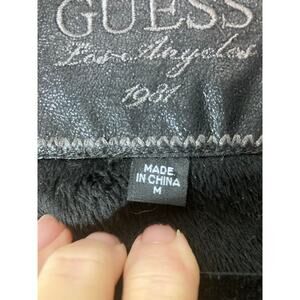 GUESS
Los Angeles
1981
MADE
IN CHINA
M